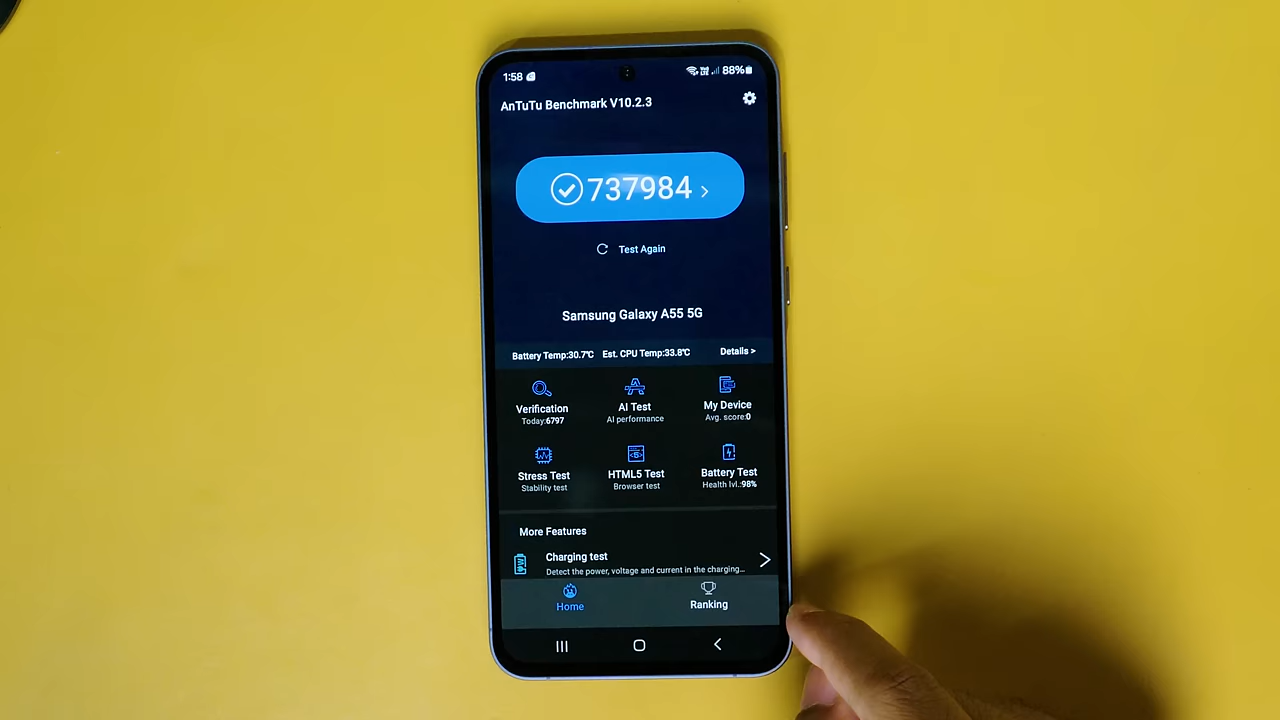 1:58 88%
AnTuTu Benchmark V10.2.3
737984 >
Test Again
Samsung Galaxy A55 5G
Battery Temp:30.7℃ Est. CPU Temp:33.8℃ Details >
Verification AI Test My Device
Today:6797 AI performance Avg. score:0
Stress Test HTML5 Test Battery Test
Stability test Browser test Health lvl.:98%
More Features
Charging test
Detect the power, voltage and current in the charging...
Home Ranking